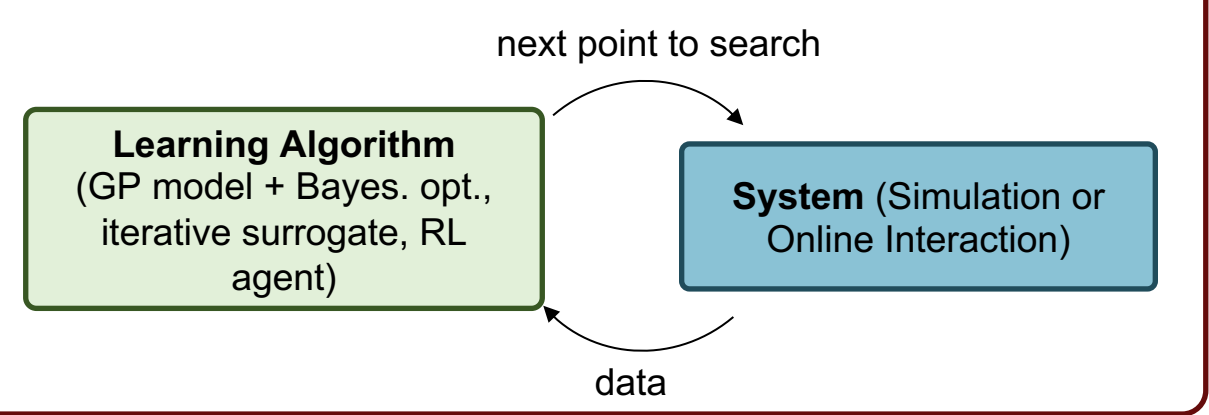 next point to search
Learning Algorithm
(GP model + Bayes. opt.,
iterative surrogate, RL
agent)
System (Simulation or
Online Interaction)
data